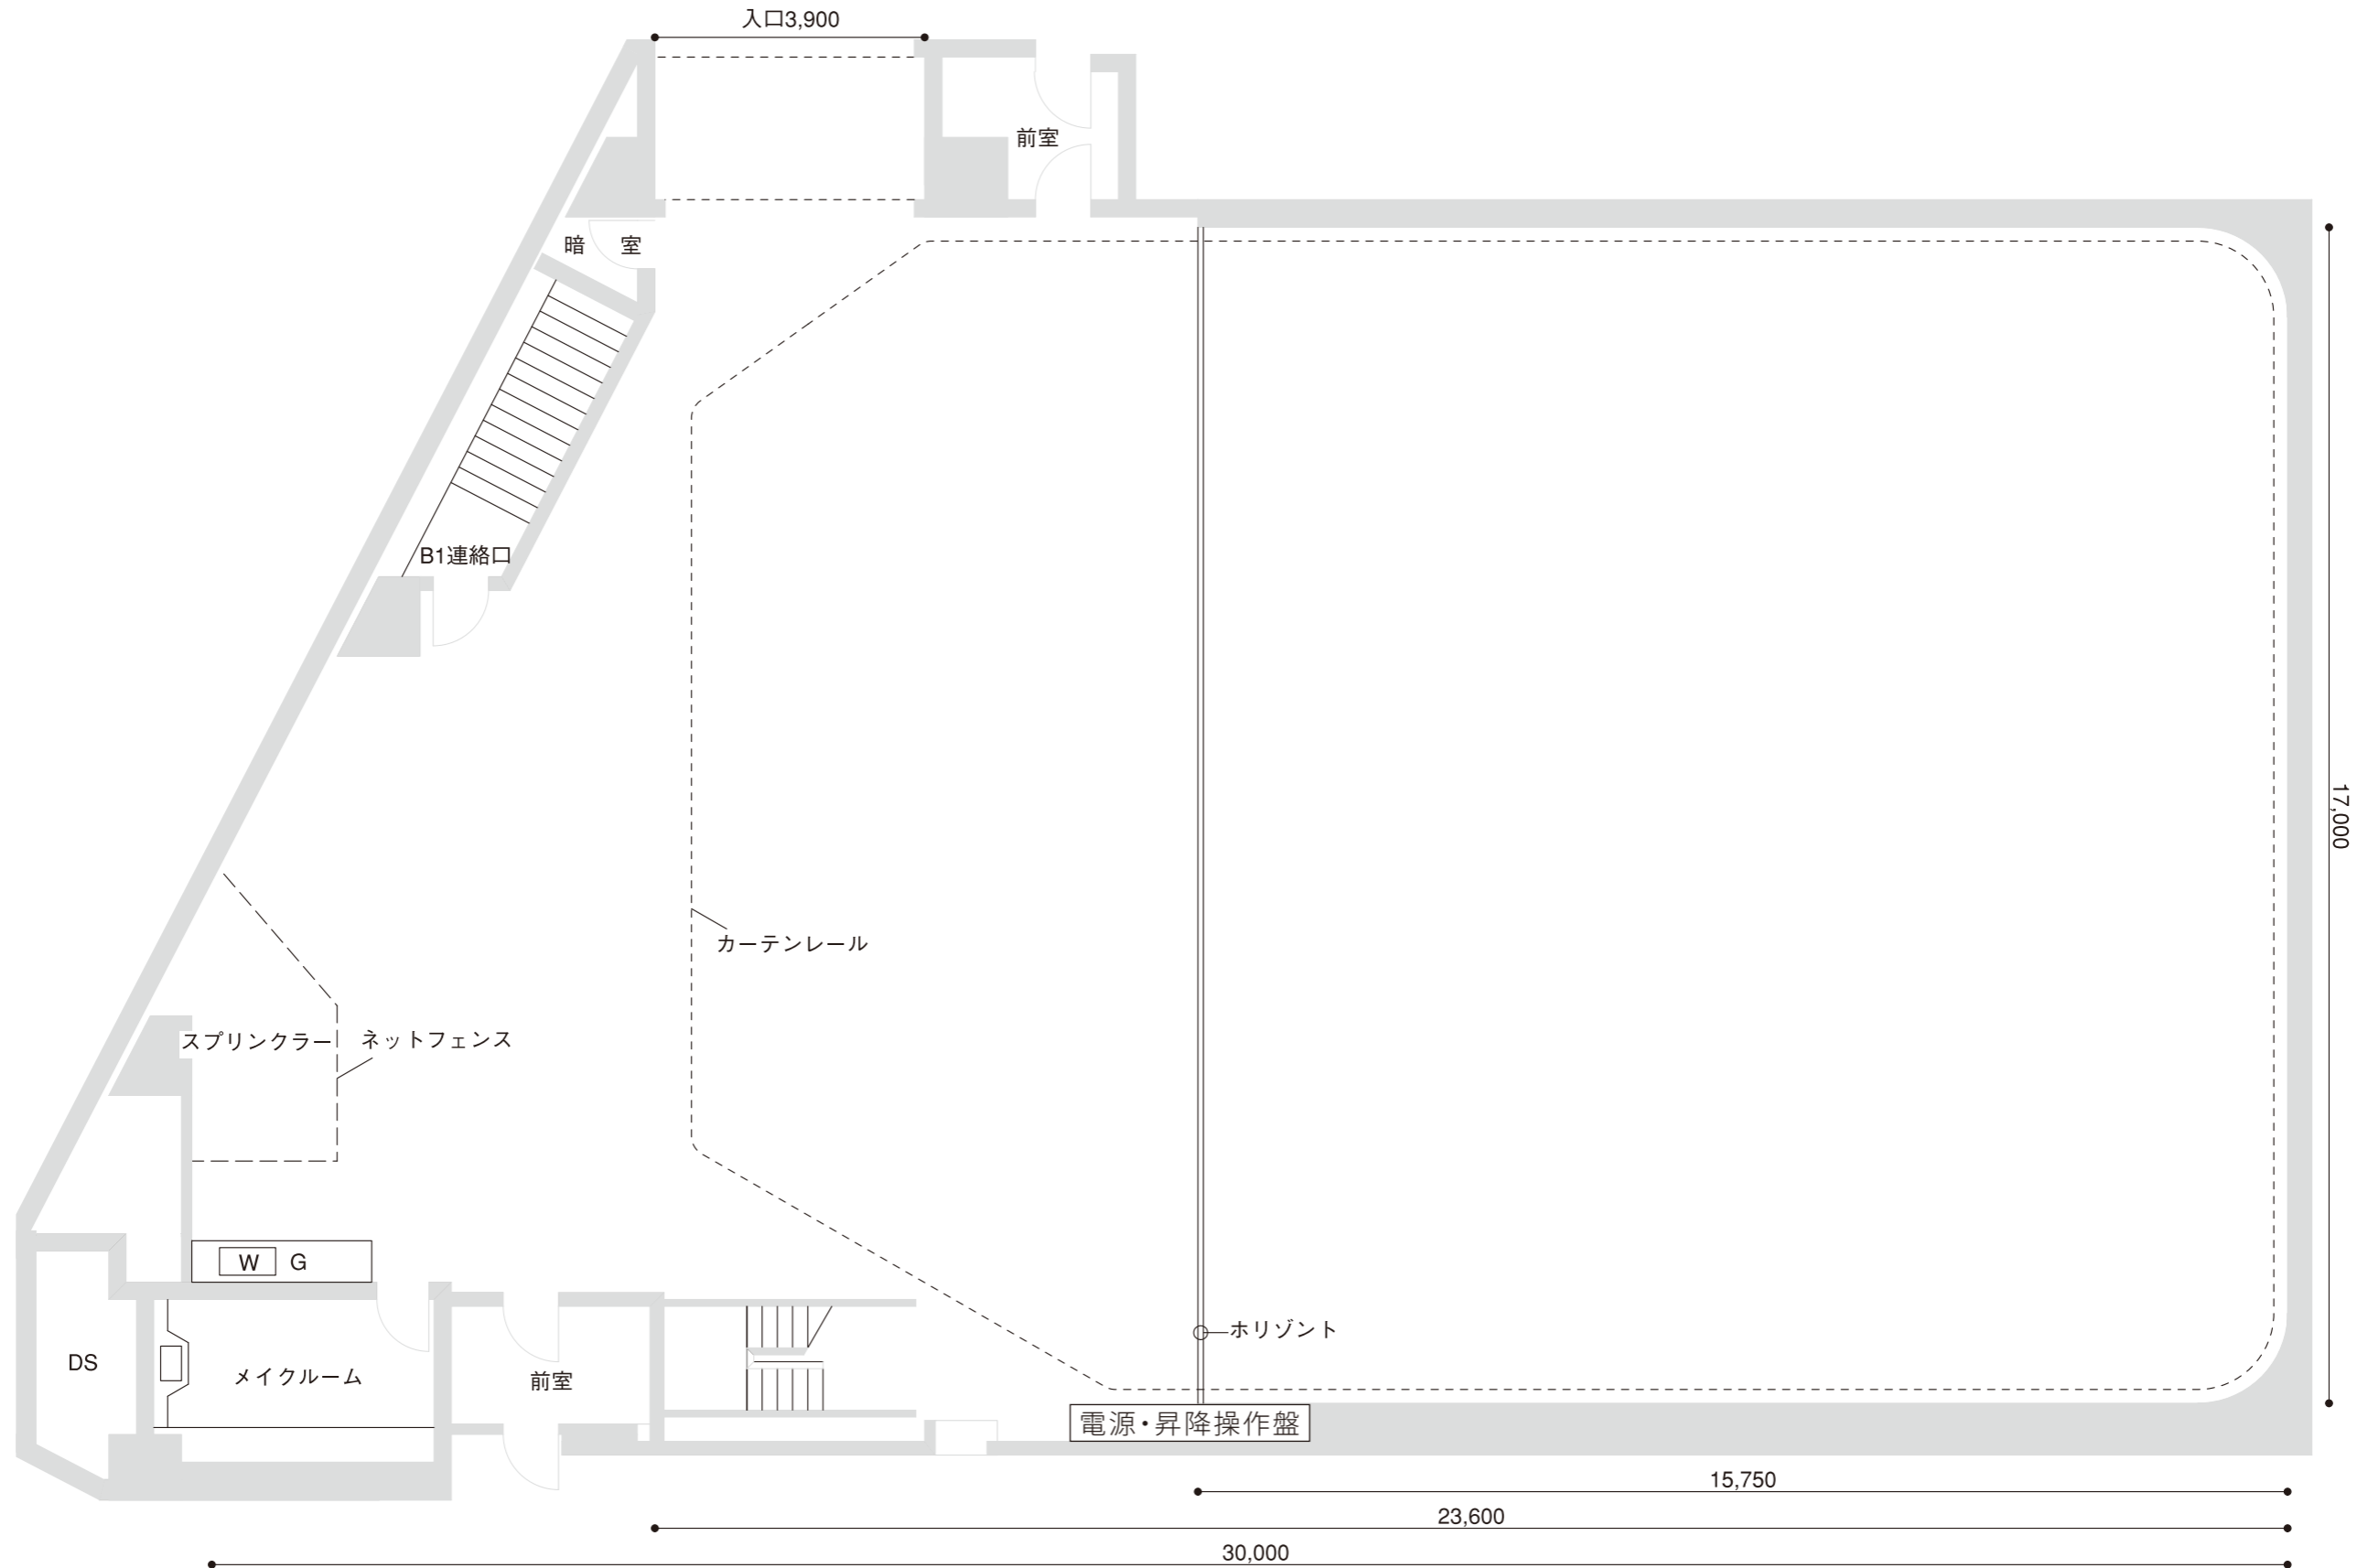 入口3,900
前室
暗 室
B1連絡口
17,000
カーテンレール
スプリンクラー
ネットフェンス
W G
ホリゾント
DS
メイクルーム
前室
電源・昇降操作盤
15,750
23,600
30,000